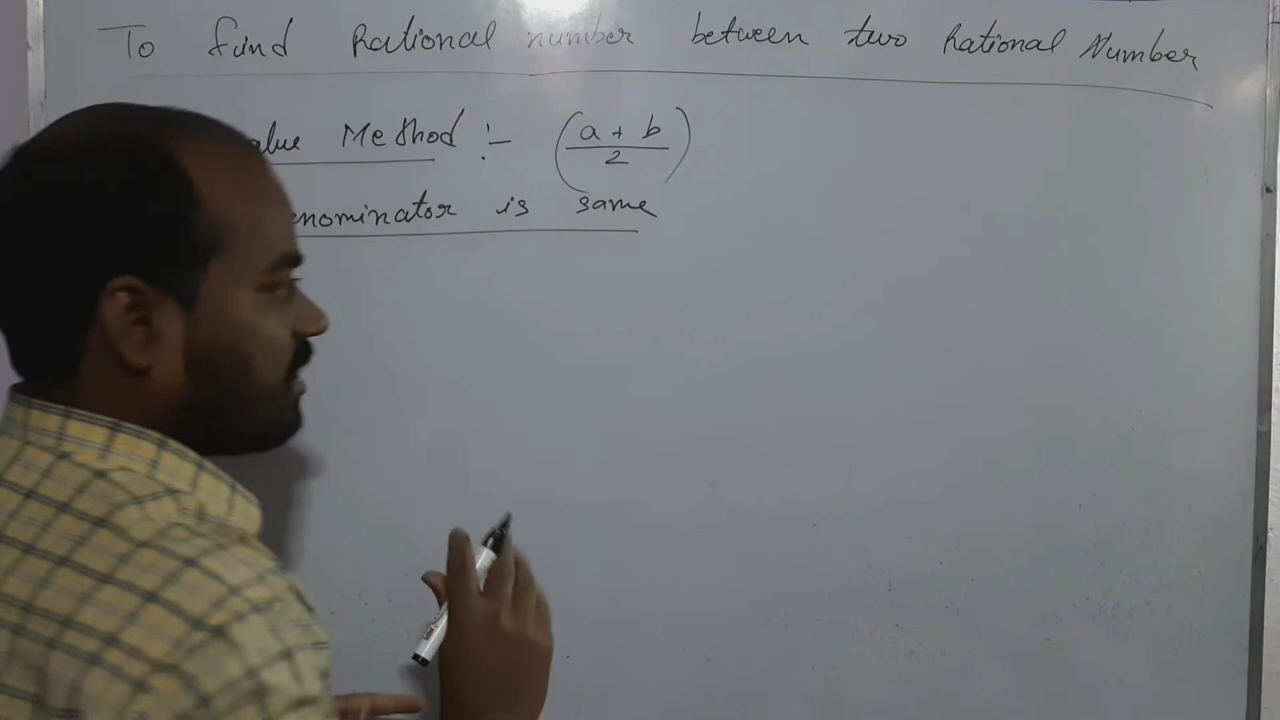 To find Rational number between two Rational Number
Method :- (a + b / 2)
is same